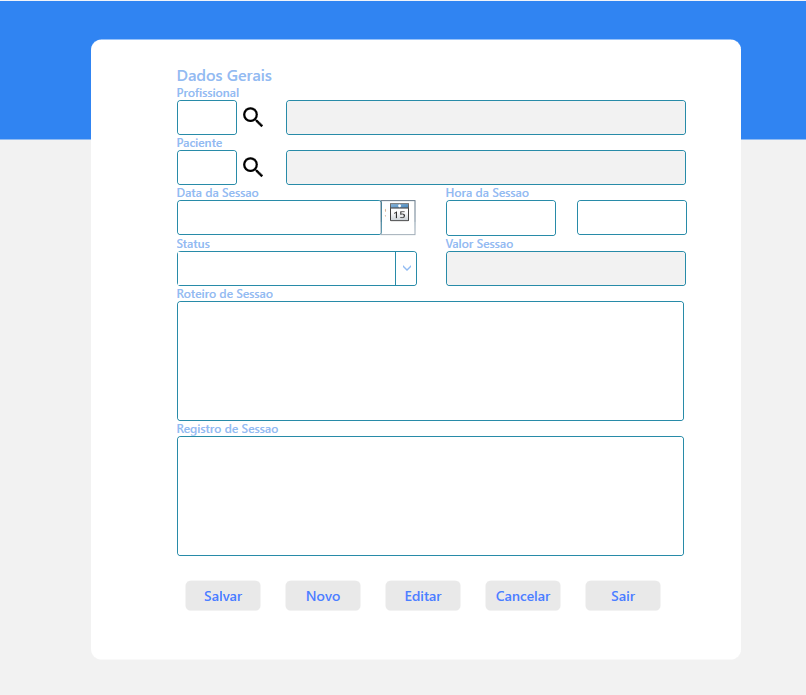 Dados Gerais
Profissional
Paciente
Data da Sessao
Hora da Sessao
15
Status
Valor Sessao
Roteiro de Sessao
Registro de Sessao
Salvar
Novo
Editar
Cancelar
Sair